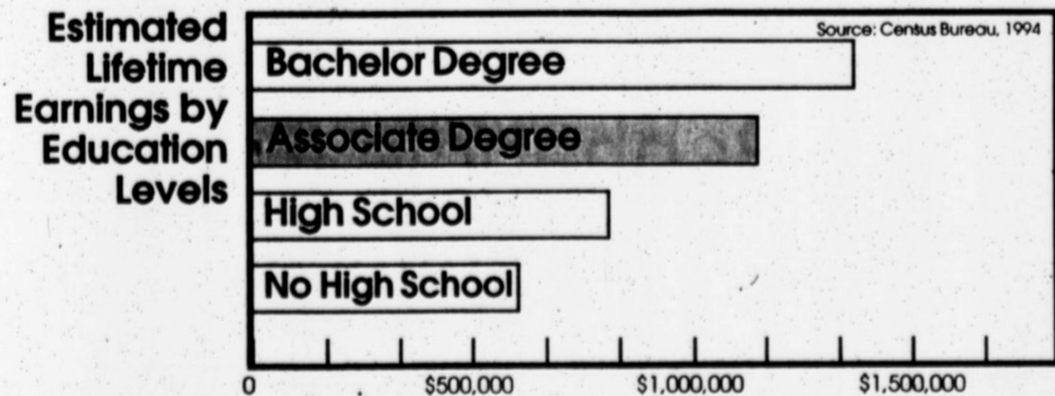 Estimated
Lifetime
Earnings by
Education
Levels
Source: Census Bureau, 1994
Bachelor Degree
Associate Degree
High School
No High School
0 $500,000 $1,000,000 $1,500,000